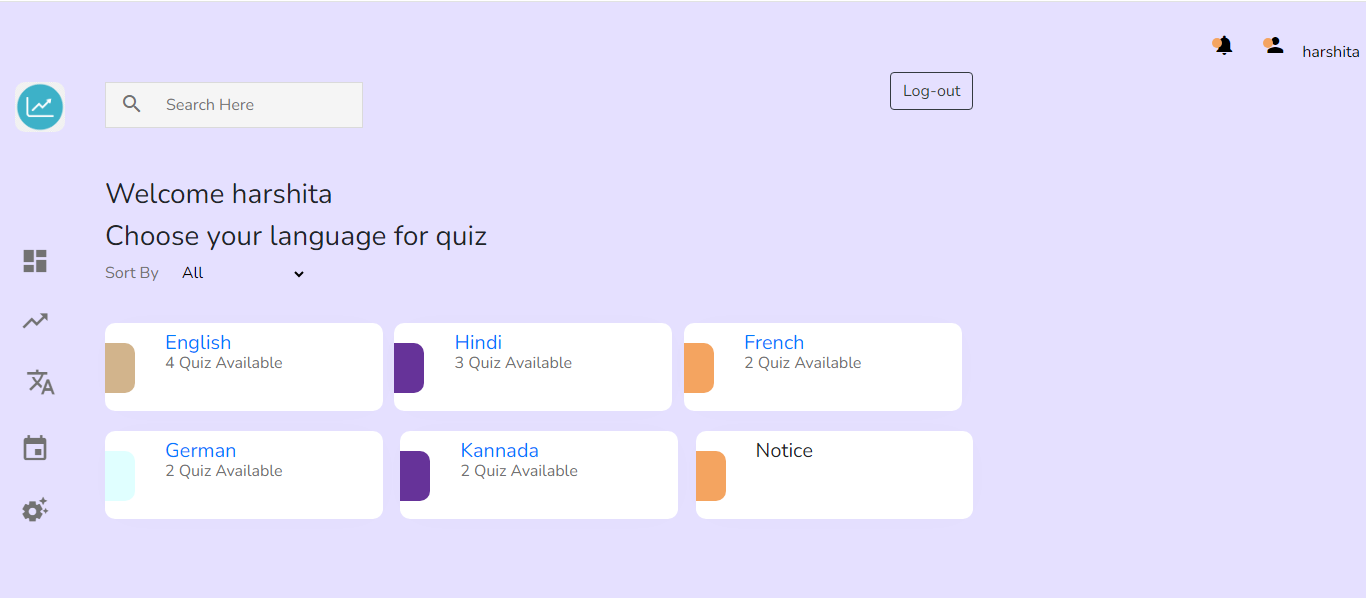 harshita
Search Here
Log-out
Welcome harshita
Choose your language for quiz
Sort By All
English
4 Quiz Available
Hindi
3 Quiz Available
French
2 Quiz Available
German
2 Quiz Available
Kannada
2 Quiz Available
Notice